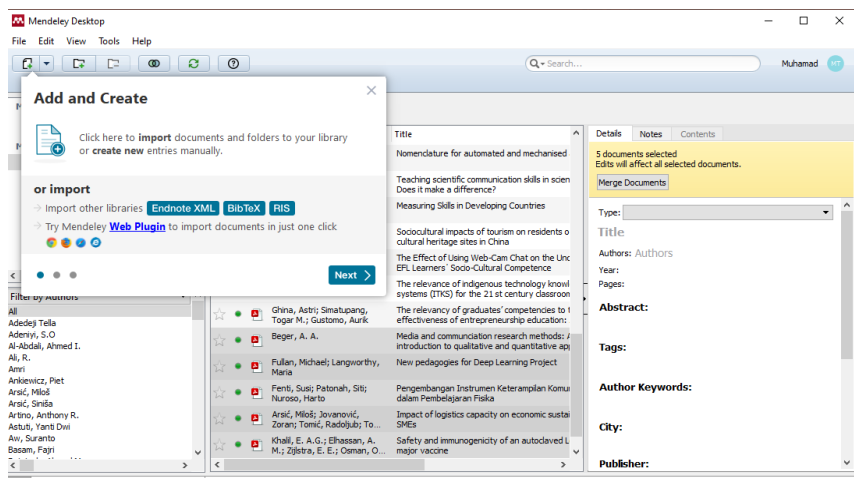 Mendeley Desktop
File Edit View Tools Help
Search...
Muhamad
MT
Add and Create
Click here to import documents and folders to your library
or create new entries manually.
or import
Import other libraries Endnote XML BibTeX RIS
Try Mendeley Web Plugin to import documents in just one click
Next
Filter by Authors
All
Adedeji Tella
Adeniyi, S.O
Al-Abdali, Ahmed I.
Ali, R.
Amri
Ankiewicz, Piet
Arsić, Miloš
Arsić, Siniša
Artino, Anthony R.
Astuti, Yanti Dwi
Aw, Suranto
Basam, Fajri
Title
Nomenclature for automated and mechanised
Teaching scientific communication skills in scien
Does it make a difference?
Measuring Skills in Developing Countries
Sociocultural impacts of tourism on residents o
cultural heritage sites in China
The Effect of Using Web-Cam Chat on the Unc
EFL Learners` Socio-Cultural Competence
The relevance of indigenous technology knowl
systems (ITKS) for the 21 st century classroon
Ghina, Astri; Simatupang,
Togar M.; Gustomo, Aurik
The relevancy of graduates' competencies to t
effectiveness of entrepreneurship education:
Beger, A. A.
Media and communciation research methods: A
introduction to qualitative and quantitative app
Fullan, Michael; Langworthy,
Maria
New pedagogies for Deep Learning Project
Fenti, Susi; Patonah, Siti;
Nuroso, Harto
Pengembangan Instrumen Keterampilan Komu
dalam Pembelajaran Fisika
Arsić, Miloš; Jovanović,
Zoran; Tomić, Radoljub; To...
Impact of logistics capacity on economic sustai
SMEs
Khalil, E. A.G.; Elhassan, A.
M.; Zijlstra, E. E.; Osman, O...
Safety and immunogenicity of an autoclaved L
major vaccine
Details Notes Contents
5 documents selected
Edits will affect all selected documents.
Merge Documents
Type:
Title
Authors: Authors
Year:
Pages:
Abstract:
Tags:
Author Keywords:
City:
Publisher: